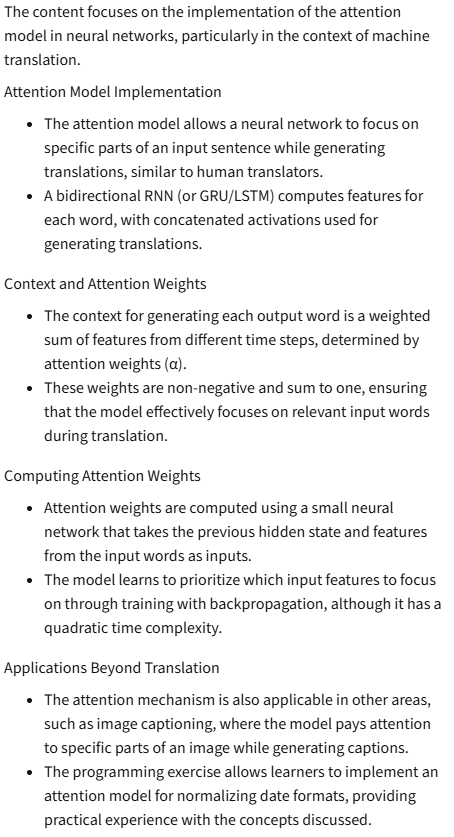 The content focuses on the implementation of the attention
model in neural networks, particularly in the context of machine
translation.
Attention Model Implementation
• The attention model allows a neural network to focus on
specific parts of an input sentence while generating
translations, similar to human translators.
• A bidirectional RNN (or GRU/LSTM) computes features for
each word, with concatenated activations used for
generating translations.
Context and Attention Weights
• The context for generating each output word is a weighted
sum of features from different time steps, determined by
attention weights (α).
• These weights are non-negative and sum to one, ensuring
that the model effectively focuses on relevant input words
during translation.
Computing Attention Weights
• Attention weights are computed using a small neural
network that takes the previous hidden state and features
from the input words as inputs.
• The model learns to prioritize which input features to focus
on through training with backpropagation, although it has a
quadratic time complexity.
Applications Beyond Translation
• The attention mechanism is also applicable in other areas,
such as image captioning, where the model pays attention
to specific parts of an image while generating captions.
• The programming exercise allows learners to implement an
attention model for normalizing date formats, providing
practical experience with the concepts discussed.